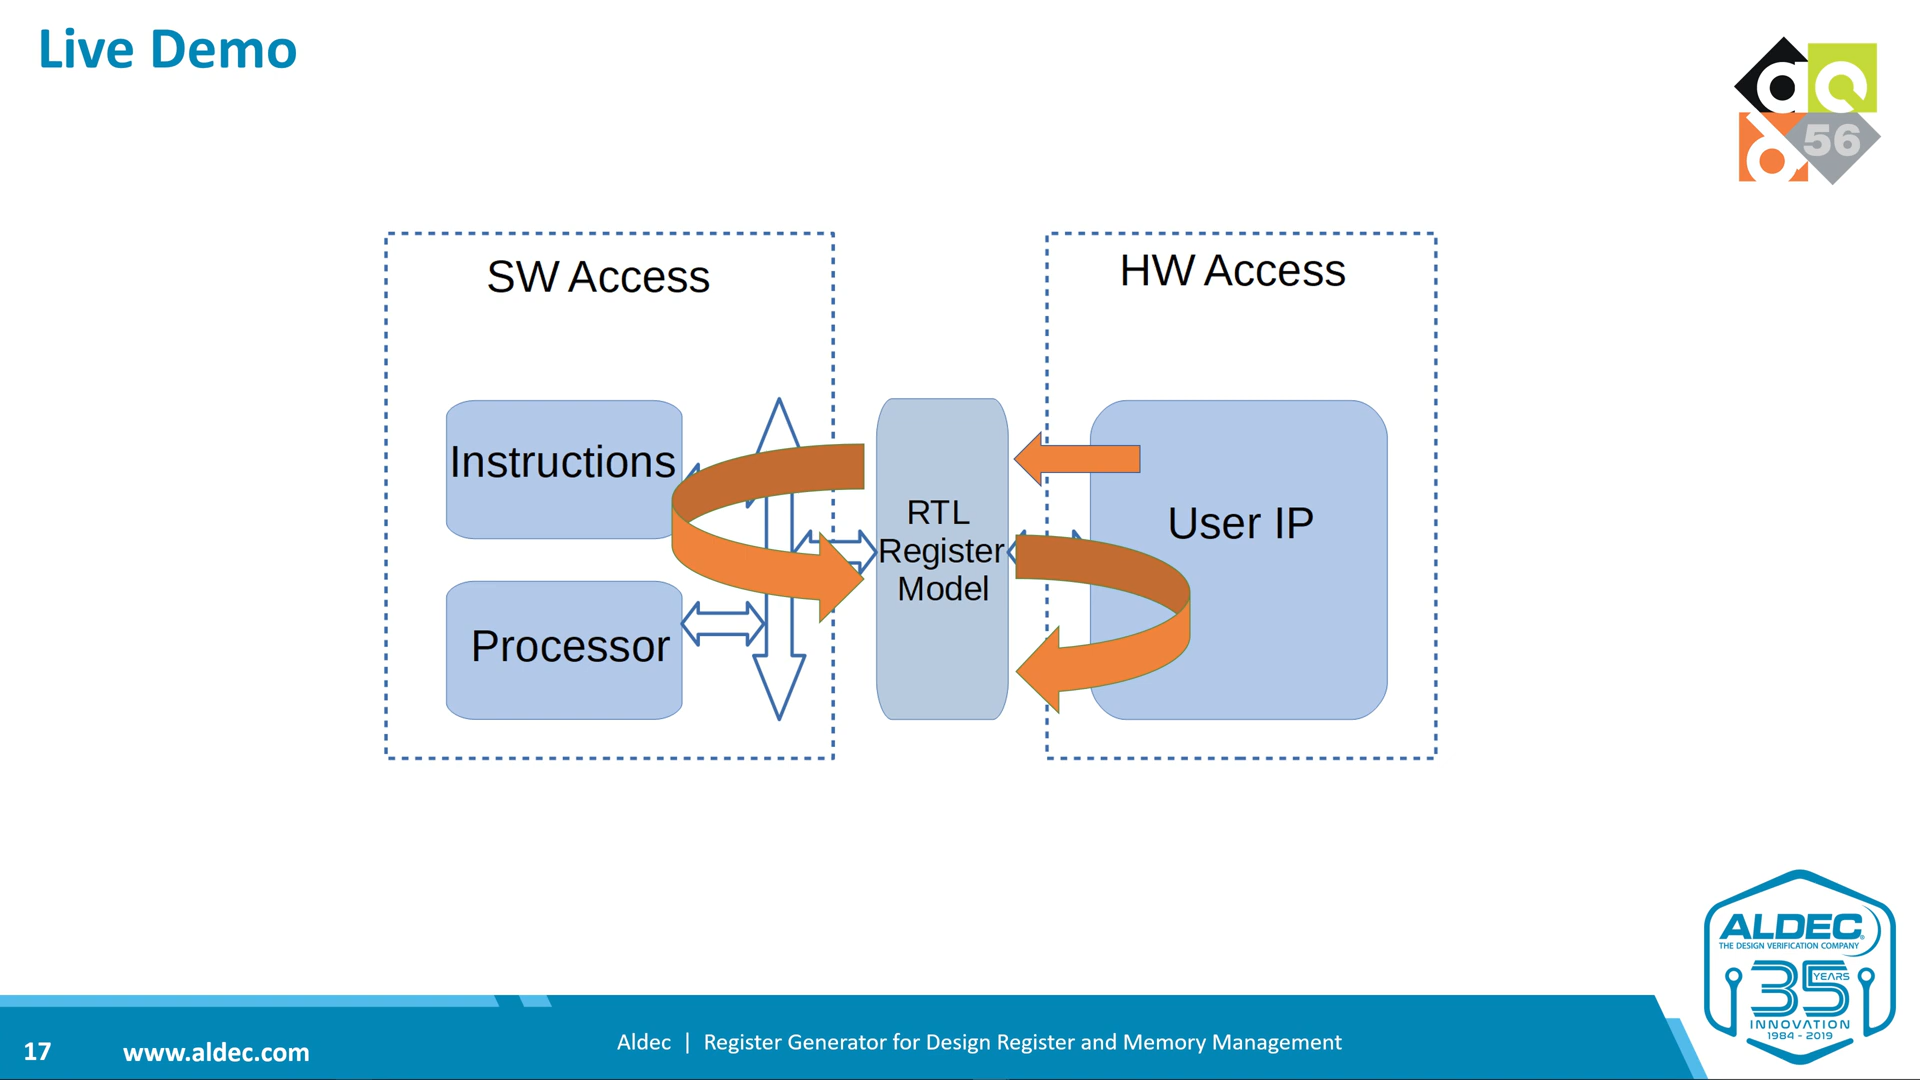 Live Demo
56
SW Access
HW Access
Instructions
RTL
Register
Model
User IP
Processor
ALDEC
THE DESIGN VERIFICATION COMPANY
35
YEARS
INNOVATION
1984 - 2019
17
www.aldec.com
Aldec | Register Generator for Design Register and Memory Management